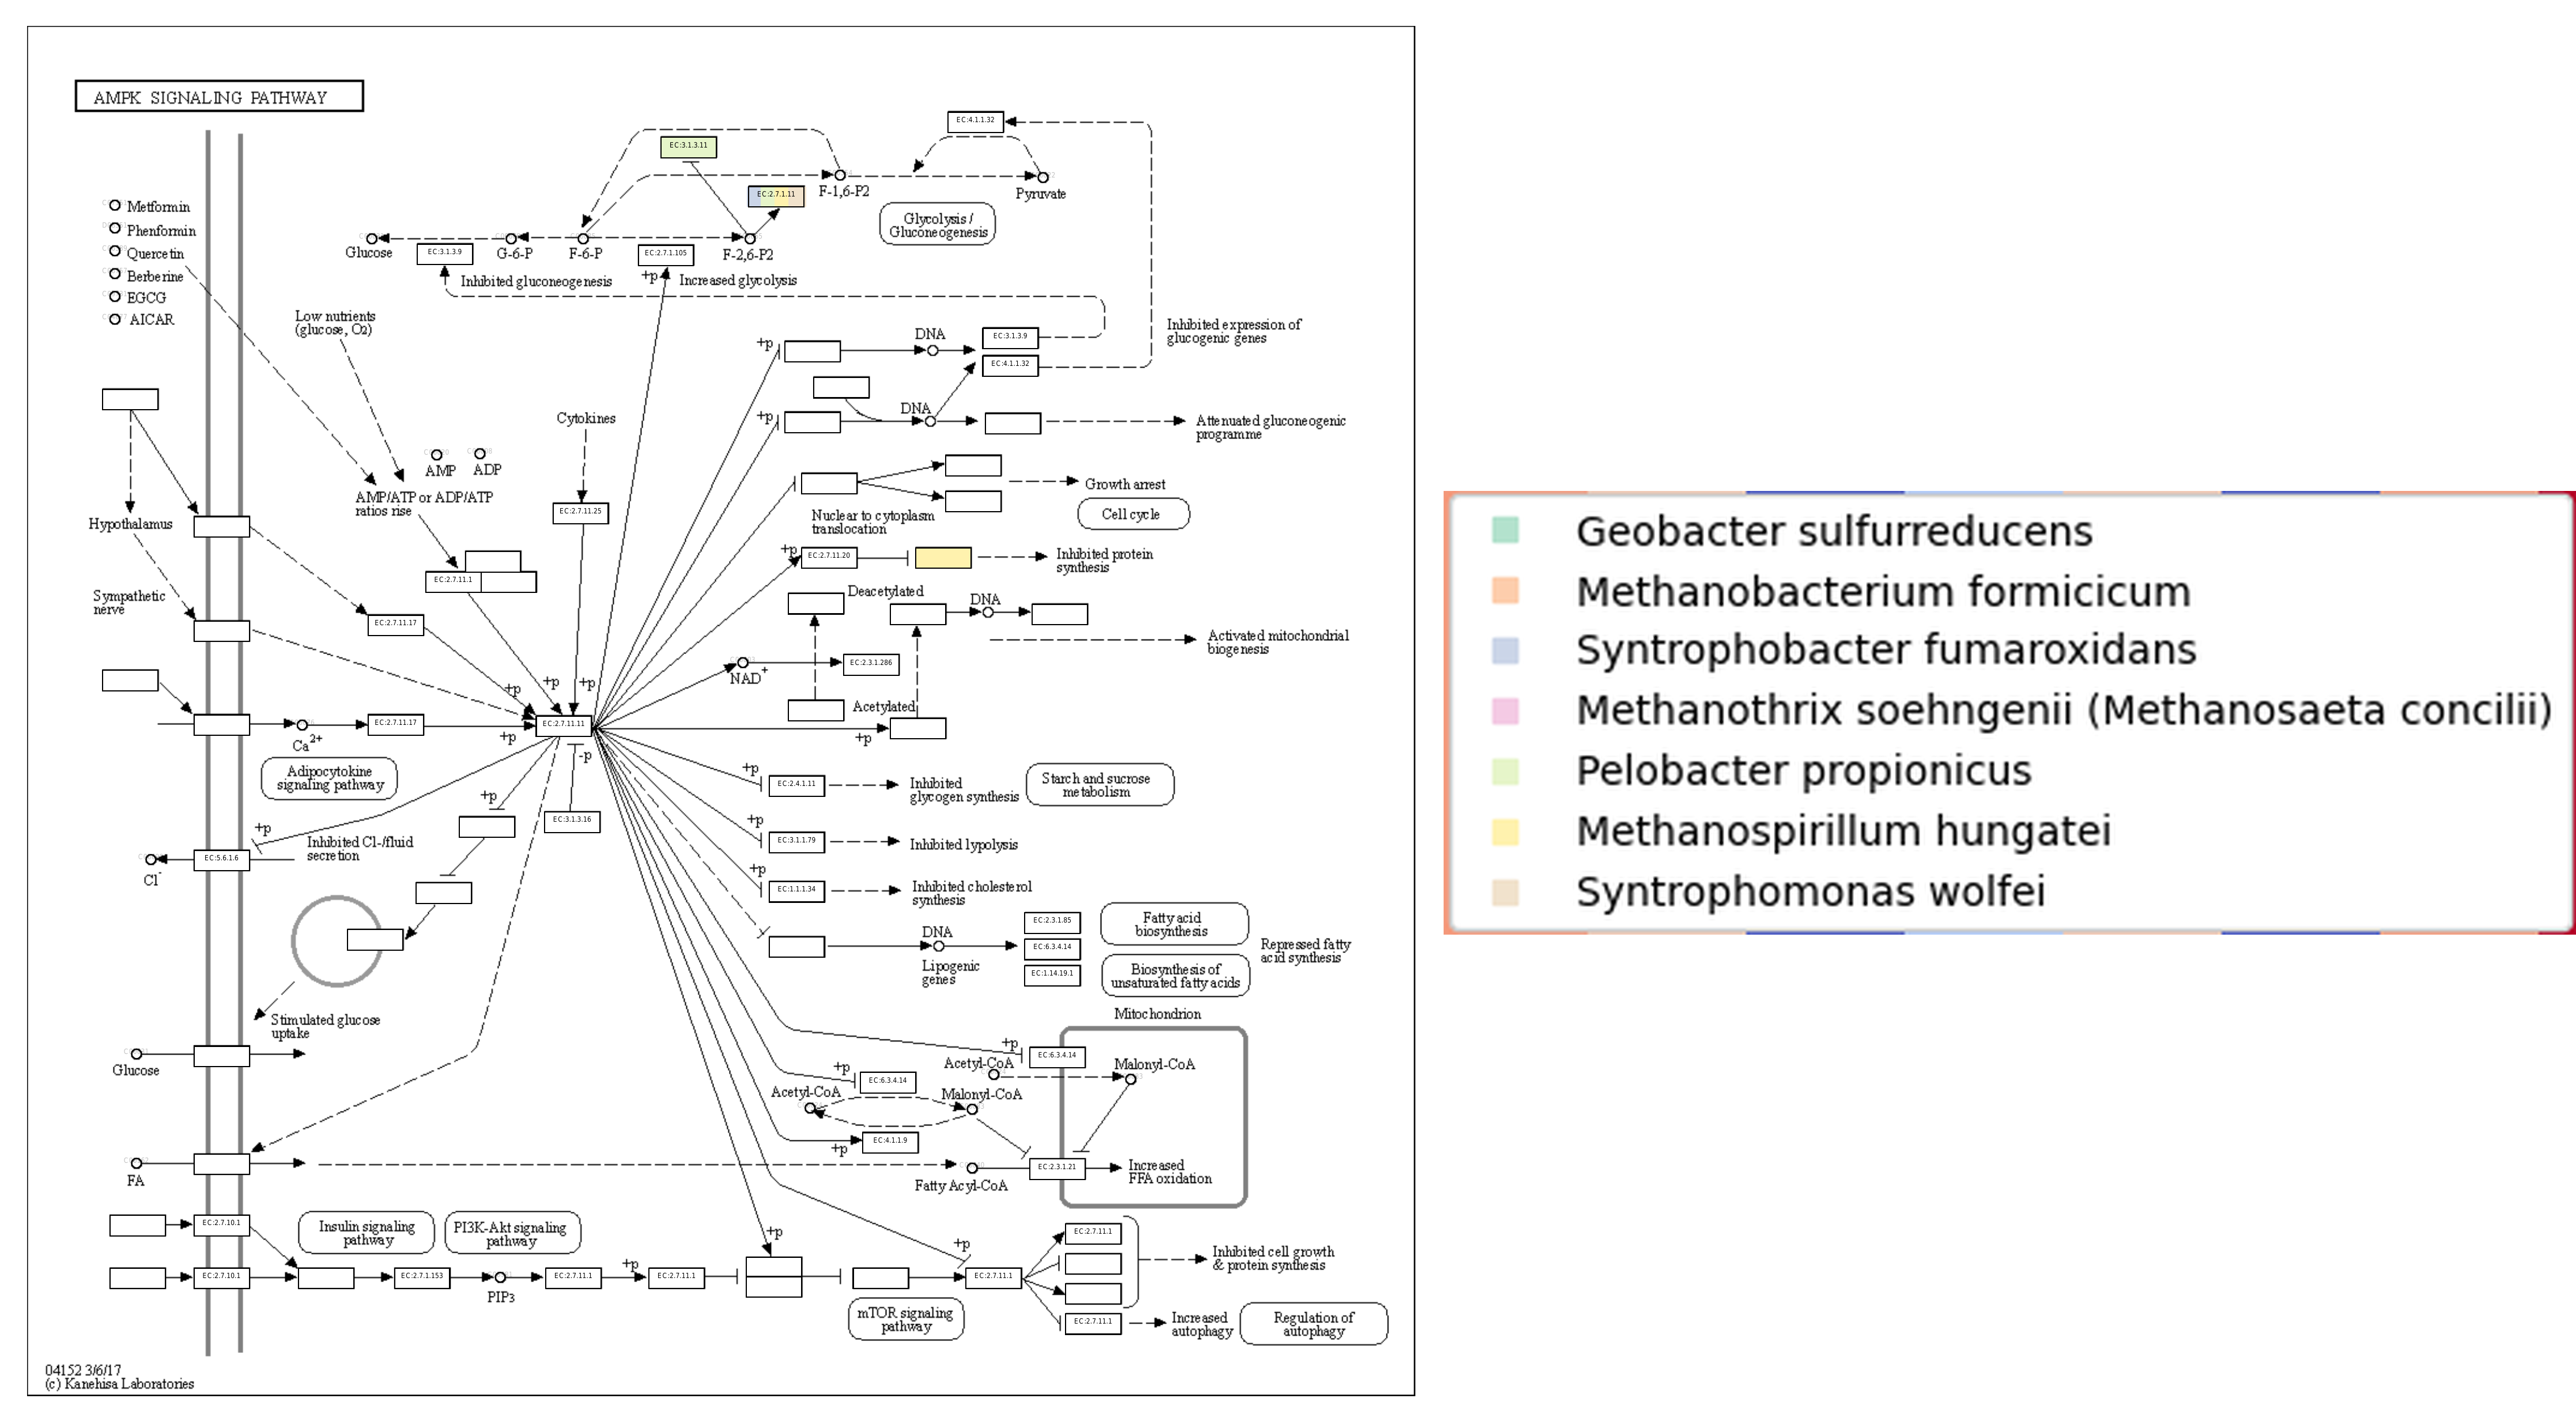 AMPK SIGNALING PATHWAY
EC:4.1.1.32
EC:3.1.3.11
F-1,6-P2
Pyruvate
EC:2.7.1.11
Glycolysis /
Gluconeogenesis
Metformin
Phenformin
Quercetin
Berberine
EGCG
AICAR
Glucose
EC:3.1.3.9
G-6-P
F-6-P
EC:2.7.1.105
F-2,6-P2
Inhibited gluconeogenesis
+p
Increased glycolysis
Low nutrients
(glucose, O2)
+p
DNA
EC:3.1.3.9
EC:4.1.1.32
Inhibited expression of
glucogenic genes
Cytokines
+p
DNA
Attenuated gluconeogenic
programme
AMP
ADP
AMP/ATP or ADP/ATP
ratios rise
Growth arrest
Cell cycle
Nuclear to cytoplasm
translocation
Hypothalamus
EC:2.7.11.25
+p
EC:2.7.11.20
Inhibited protein
synthesis
EC:2.7.11.1
Sympathetic
nerve
Deacetylated
DNA
EC:2.7.11.17
Activated mitochondrial
biogenesis
NAD+
EC:2.3.1.286
+p
+p
+p
Acetylated
+p
Ca2+
EC:2.7.11.17
+p
EC:2.7.11.11
-p
Adipocytokine
signaling pathway
+p
EC:2.4.1.11
Inhibited
glycogen synthesis
Starch and sucrose
metabolism
+p
EC:3.1.3.16
+p
EC:3.1.1.79
Inhibited lypolysis
+p
Inhibited Cl-/fluid
secretion
Cl-
EC:5.6.1.6
+p
EC:1.1.1.34
Inhibited cholesterol
synthesis
DNA
Lipogenic
genes
EC:2.3.1.85
EC:6.3.4.14
EC:1.14.19.1
Fatty acid
biosynthesis
Biosynthesis of
unsaturated fatty acids
Repressed fatty
acid synthesis
Stimulated glucose
uptake
Glucose
Mitochondrion
+p
EC:6.3.4.14
Acetyl-CoA
Malonyl-CoA
+p
EC:6.3.4.14
Acetyl-CoA
Malonyl-CoA
+p
EC:4.1.1.9
FA
Fatty Acyl-CoA
EC:2.3.1.21
Increased
FFA oxidation
EC:2.7.10.1
Insulin signaling
pathway
PI3K-Akt signaling
pathway
EC:2.7.10.1
EC:2.7.1.153
PIP3
EC:2.7.11.1
+p
EC:2.7.11.1
+p
+p
EC:2.7.11.1
mTOR signaling
pathway
EC:2.7.11.1
Inhibited cell growth
& protein synthesis
EC:2.7.11.1
Increased
autophagy
Regulation of
autophagy
04152 3/6/17
(c) Kanehisa Laboratories
Geobacter sulfurreducens
Methanobacterium formicicum
Syntrophobacter fumaroxidans
Methanothrix soehngenii (Methanosaeta concilii)
Pelobacter propionicus
Methanospirillum hungatei
Syntrophomonas wolfei